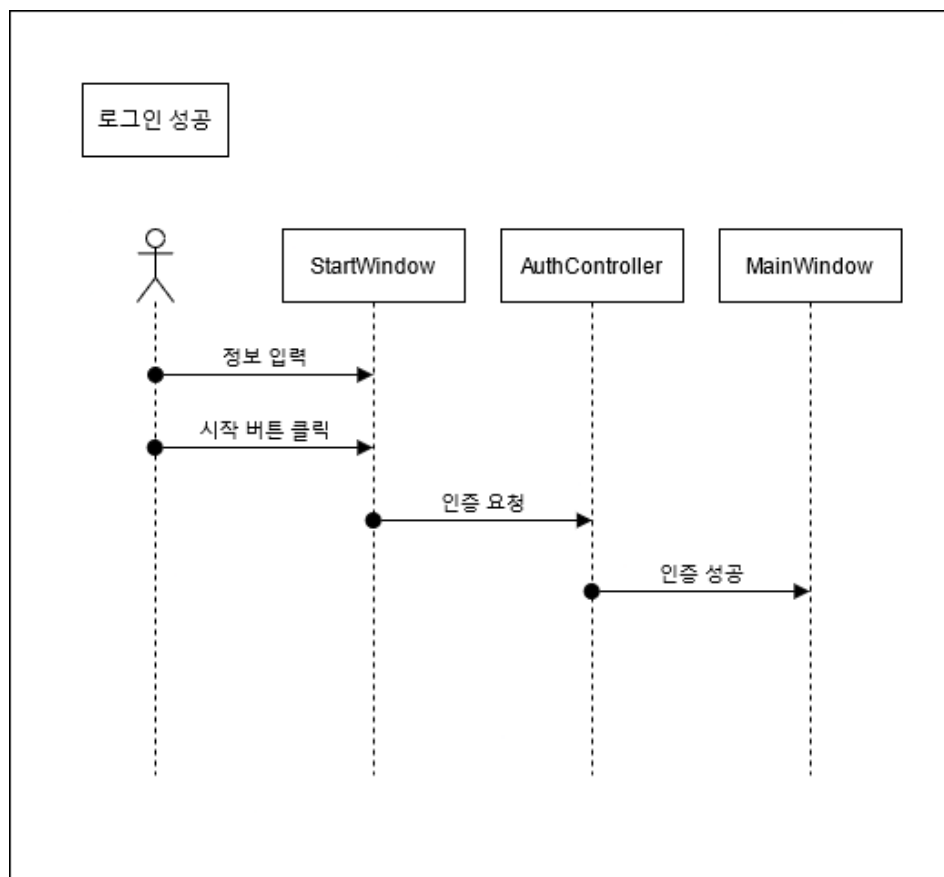 로그인 성공
StartWindow
AuthController
MainWindow
정보 입력
시작 버튼 클릭
인증 요청
인증 성공